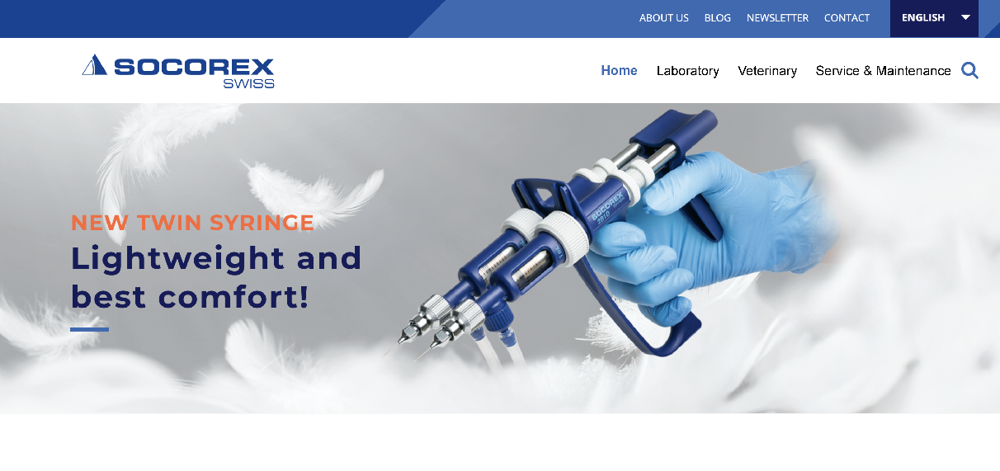 ABOUT US BLOG NEWSLETTER CONTACT ENGLISH
SOCOREX
SWISS
Home Laboratory Veterinary Service & Maintenance
NEW TWIN SYRINGE
Lightweight and
best comfort!
SOCOREX
2810